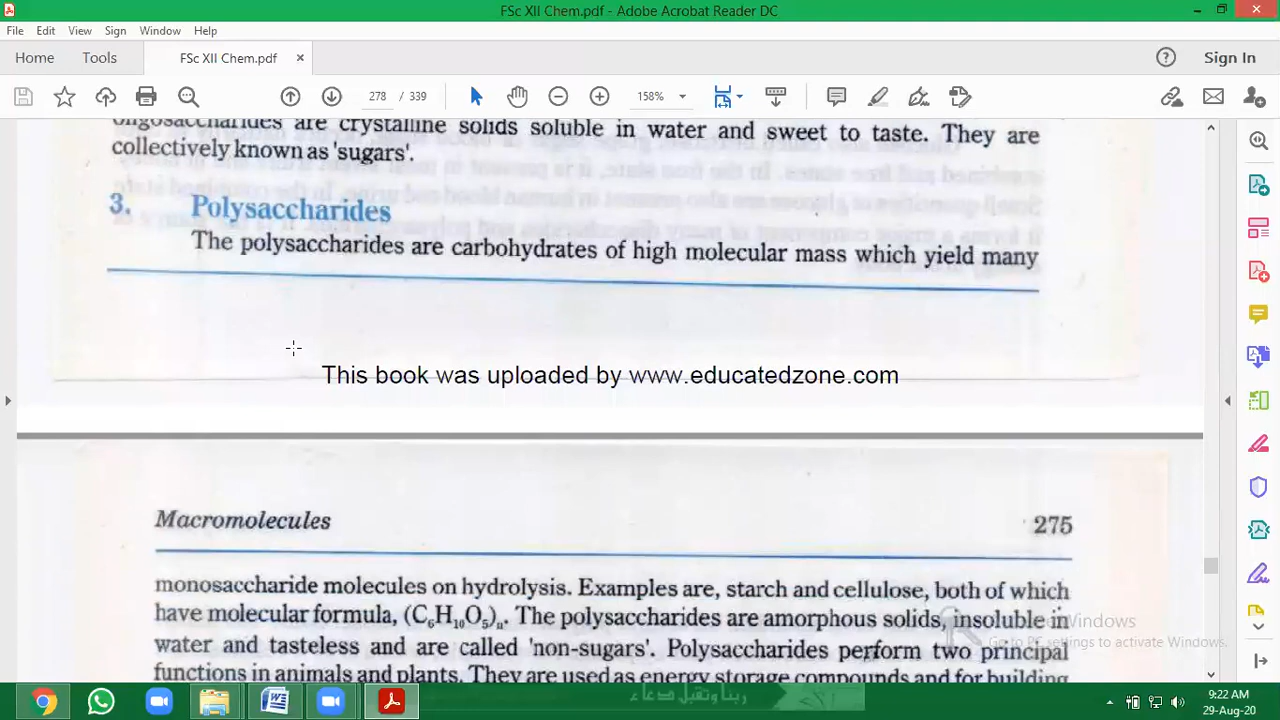 FSc XII Chem.pdf - Adobe Acrobat Reader DC
File Edit View Sign Window Help
Home Tools FSc XII Chem.pdf × Sign In
278 / 339 158%
oligosaccharides are crystalline solids soluble in water and sweet to taste. They are
collectively known as 'sugars'.
3. Polysaccharides
The polysaccharides are carbohydrates of high molecular mass which yield many
This book was uploaded by www.educatedzone.com
Macromolecules 275
monosaccharide molecules on hydrolysis. Examples are, starch and cellulose, both of which
have molecular formula, (C₆H₁₀O₅)ₙ. The polysaccharides are amorphous solids, insoluble in
water and tasteless and are called 'non-sugars'. Polysaccharides perform two principal
functions in animals and plants. They are used as energy storage compounds and for building
Windows
Go to PC settings to activate Windows.
ربنا وتقبل دعاء
9:22 AM
29-Aug-20